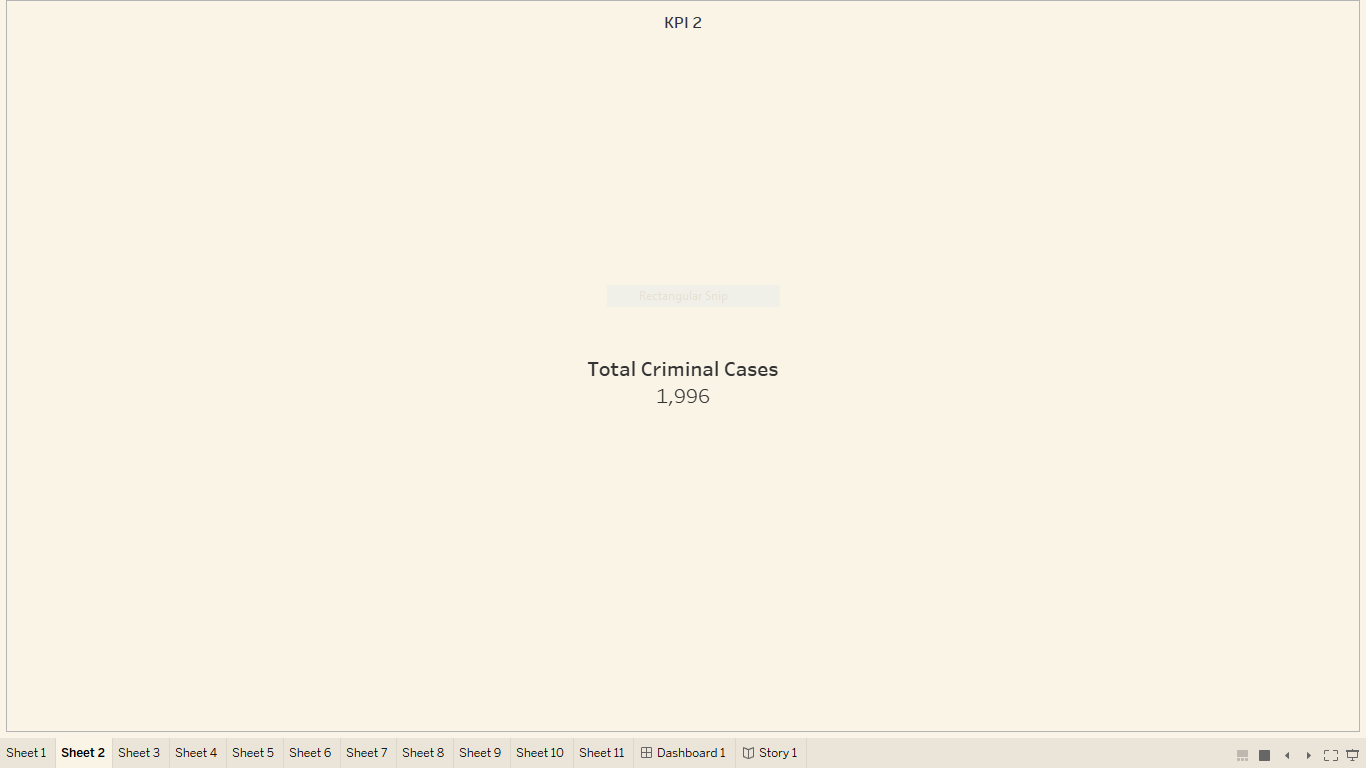 KPI 2
Rectangular Snip
Total Criminal Cases
1,996
Sheet 1 Sheet 2 Sheet 3 Sheet 4 Sheet 5 Sheet 6 Sheet 7 Sheet 8 Sheet 9 Sheet 10 Sheet 11 Dashboard 1 Story 1